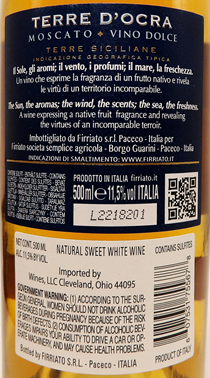 TERRE D'OCRA
MOSCATO • VINO DOLCE
TERRE SICILIANE
INDICAZIONE GEOGRAFICA TIPICA
Il Sole, gli aromi; il vento, i profumi; il mare, la freschezza.
Un vino che esprime la fragranza di un frutto nativo e rivela
le virtù di un territorio incomparabile.
The Sun, the aromas; the wind, the scents; the sea, the freshness.
A wine expressing a native fruit fragrance and revealing
the virtues of an incomparable terroir.
Imbottigliato da Firriato s.r.l. Paceco - Italia per
Firriato società semplice agricola - Borgo Guarini - Paceco - Italia
INDICAZIONI DI SMALTIMENTO: WWW.FIRRIATO.IT
PRODOTTO IN ITALIA firriato.it
500ml e 11,5% vol ITALIA
L2218201
NET.CONT. 500 ML
ALC. 11.5% BY VOL.
NATURAL SWEET WHITE WINE
CONTAINS SULFITES
Imported by
Wines, LLC Cleveland, Ohio 44095
GOVERNMENT WARNING: (1) ACCORDING TO THE SUR-
GEON GENERAL, WOMEN SHOULD NOT DRINK ALCOHOLIC
BEVERAGES DURING PREGNANCY BECAUSE OF THE RISK
OF BIRTH DEFECTS. (2) CONSUMPTION OF ALCOHOLIC BEV-
ERAGES IMPAIRS YOUR ABILITY TO DRIVE A CAR OR OP-
ERATE MACHINERY, AND MAY CAUSE HEALTH PROBLEMS.
Bottled by FIRRIATO S.R.L. - Paceco - ITALY
PRODUCT OF ITALY